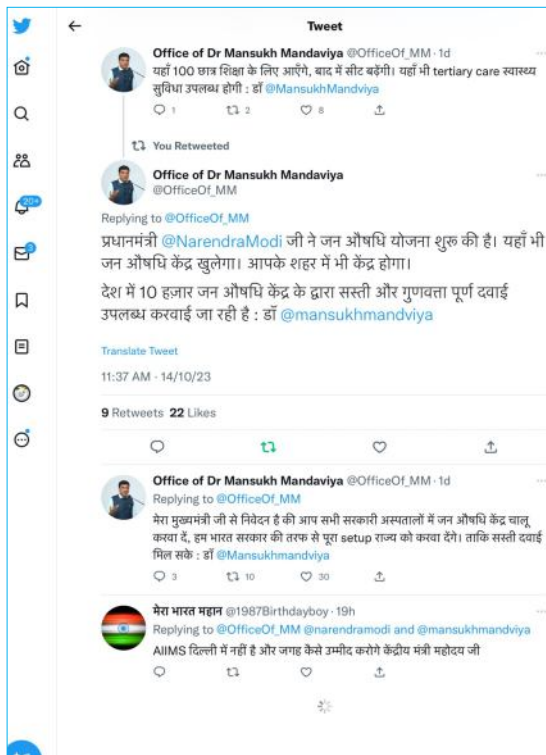 Tweet
Office of Dr Mansukh Mandaviya @OfficeOf_MM · 1d
यहाँ 100 छात्र शिक्षा के लिए आएँगे, बाद में सीट बढ़ेंगी। यहाँ भी tertiary care स्वास्थ्य
सुविधा उपलब्ध होगी : डॉ @MansukhMandviya
1 2 8
You Retweeted
Office of Dr Mansukh Mandaviya
@OfficeOf_MM
Replying to @OfficeOf_MM
प्रधानमंत्री @NarendraModi जी ने जन औषधि योजना शुरू की है। यहाँ भी
जन औषधि केंद्र खुलेगा। आपके शहर में भी केंद्र होगा।
देश में 10 हज़ार जन औषधि केंद्र के द्वारा सस्ती और गुणवत्ता पूर्ण दवाई
उपलब्ध करवाई जा रही है : डॉ @mansukhmandviya
Translate Tweet
11:37 AM · 14/10/23
9 Retweets 22 Likes
Office of Dr Mansukh Mandaviya @OfficeOf_MM · 1d
Replying to @OfficeOf_MM
मेरा मुख्यमंत्री जी से निवेदन है की आप सभी सरकारी अस्पतालों में जन औषधि केंद्र चालू
करवा दें, हम भारत सरकार की तरफ से पूरा setup राज्य को करवा देंगे। ताकि सस्ती दवाई
मिल सके : डॉ @Mansukhmandviya
3 10 30
मेरा भारत महान @1987Birthdayboy · 19h
Replying to @OfficeOf_MM @narendramodi and @mansukhmandviya
AIIMS दिल्ली में नहीं है और जगह कैसे उम्मीद करोगे केंद्रीय मंत्री महोदय जी
20+
3